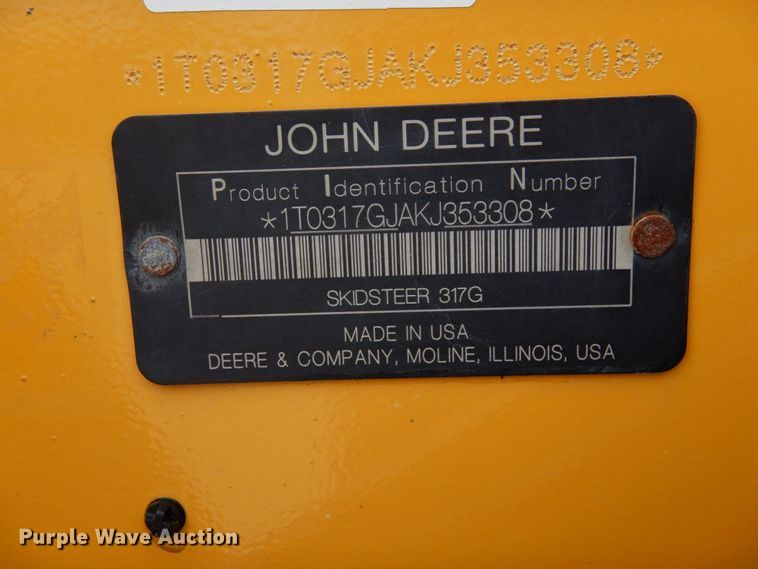 *1T0317GJAKJ353308*
JOHN DEERE
Product Identification Number
*1T0317GJAKJ353308*
SKIDSTEER 317G
MADE IN USA
DEERE & COMPANY, MOLINE, ILLINOIS, USA
Purple Wave Auction